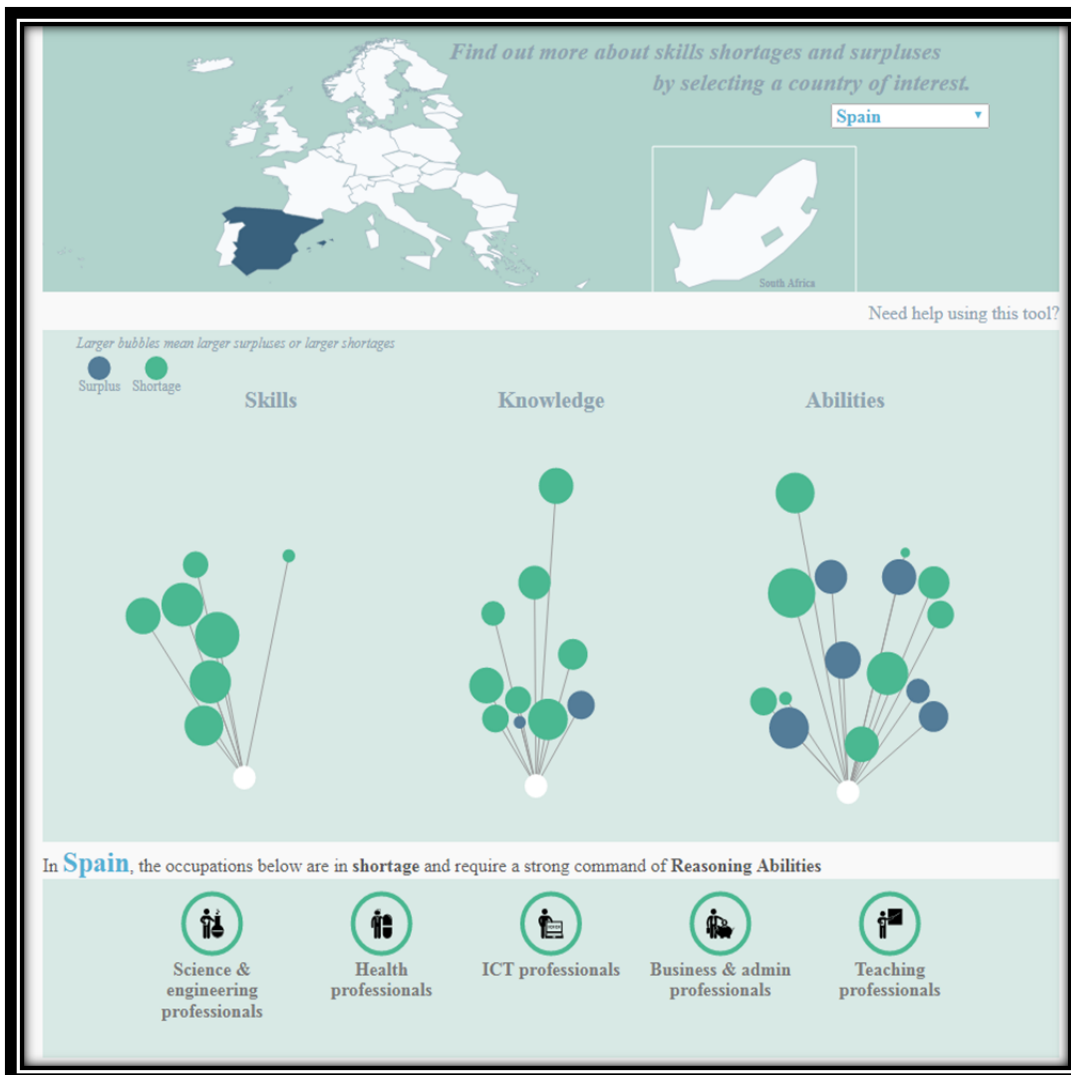 Find out more about skills shortages and surpluses
by selecting a country of interest.
Spain
South Africa
Need help using this tool?
Larger bubbles mean larger surpluses or larger shortages
Surplus Shortage
Skills Knowledge Abilities
In Spain, the occupations below are in shortage and require a strong command of Reasoning Abilities
Science &
engineering
professionals
Health
professionals
ICT professionals
Business & admin
professionals
Teaching
professionals